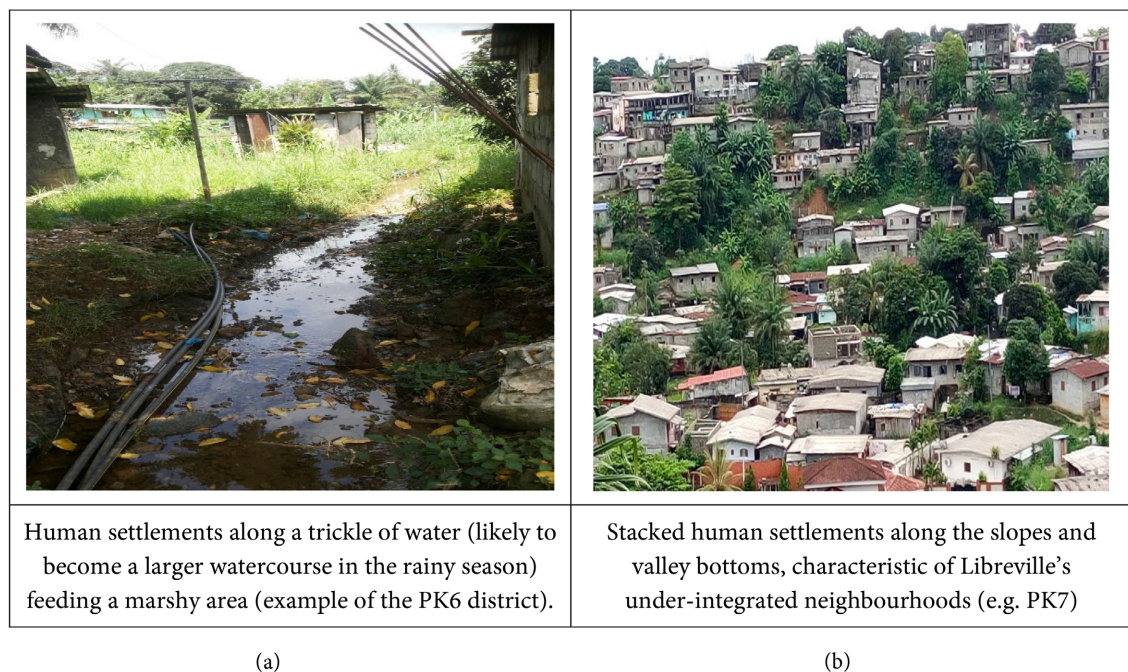 Human settlements along a trickle of water (likely to
become a larger watercourse in the rainy season)
feeding a marshy area (example of the PK6 district).
Stacked human settlements along the slopes and
valley bottoms, characteristic of Libreville’s
under-integrated neighbourhoods (e.g. PK7)
(a)
(b)